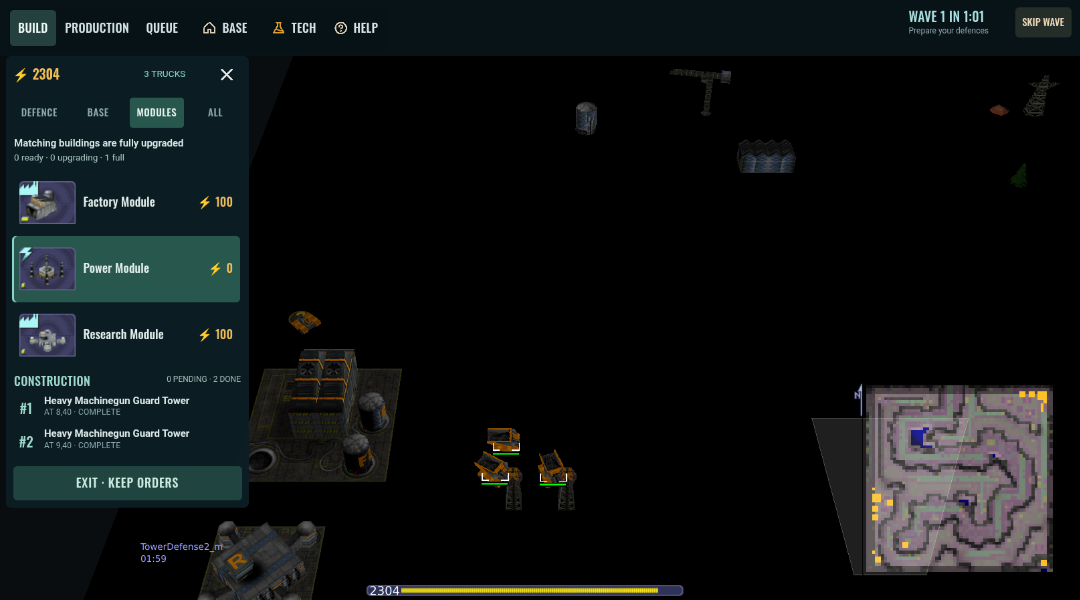 BUILD PRODUCTION QUEUE BASE TECH HELP
WAVE 1 IN 1:01
Prepare your defences
SKIP WAVE
2304 3 TRUCKS
DEFENCE BASE MODULES ALL
Matching buildings are fully upgraded
0 ready · 0 upgrading · 1 full
Factory Module 100
Power Module 0
Research Module 100
CONSTRUCTION 0 PENDING · 2 DONE
#1 Heavy Machinegun Guard Tower
AT 8,40 · COMPLETE
#2 Heavy Machinegun Guard Tower
AT 9,40 · COMPLETE
EXIT · KEEP ORDERS
TowerDefense2_m
01:59
R
F
N
2304